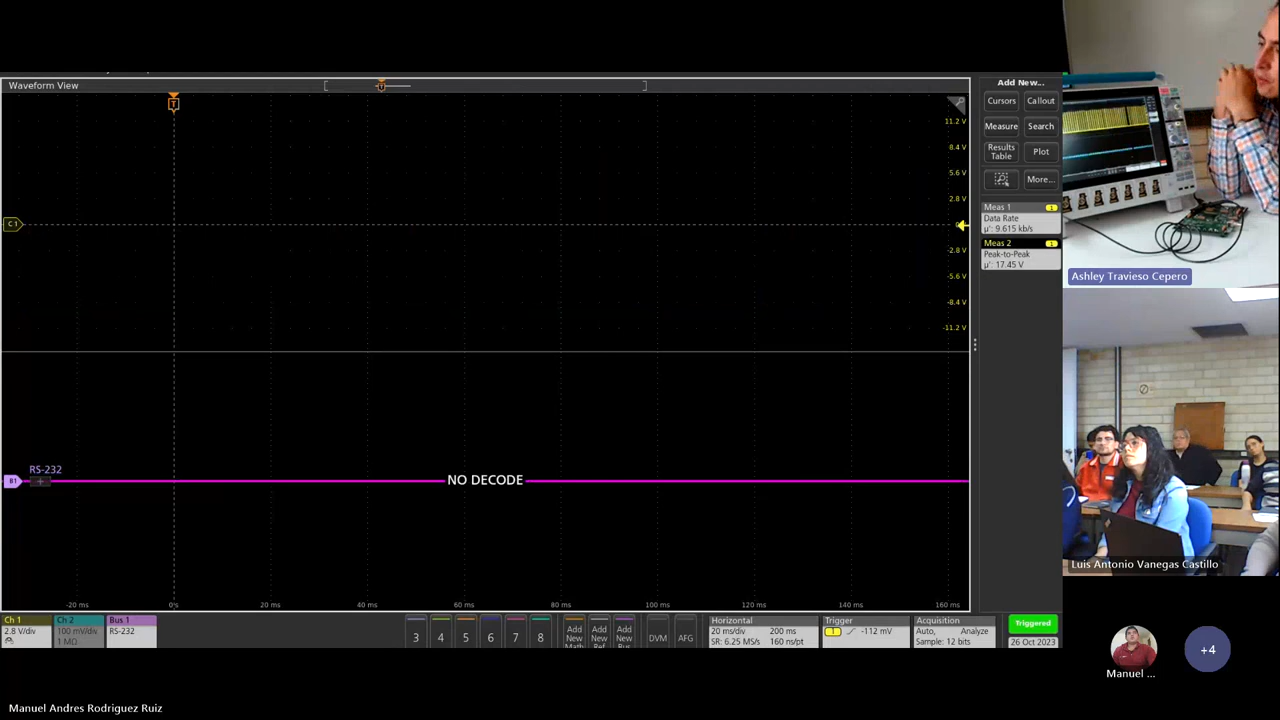 Waveform View
Add New...
Cursors
Callout
Measure
Search
Results
Table
Plot
More...
T
T
11.2 V
8.4 V
5.6 V
2.8 V
-2.8 V
-5.6 V
-8.4 V
-11.2 V
C 1
Meas 1
1
Data Rate
µ': 9.615 kb/s
Meas 2
1
Peak-to-Peak
µ': 17.45 V
Ashley Travieso Cepero
RS-232
B1
+
NO DECODE
Luis Antonio Vanegas Castillo
-20 ms
0 s
20 ms
40 ms
60 ms
80 ms
100 ms
120 ms
140 ms
160 ms
Ch 1
2.8 V/div
Ch 2
100 mV/div
1 MΩ
Bus 1
RS-232
3
4
5
6
7
8
Add
New
Math
Add
New
Ref
Add
New
Bus
DVM
AFG
Horizontal
20 ms/div 200 ms
SR: 6.25 MS/s 160 ns/pt
Trigger
1 -112 mV
Acquisition
Auto, Analyze
Sample: 12 bits
Triggered
26 Oct 2023
Manuel ...
+4
Manuel Andres Rodriguez Ruiz